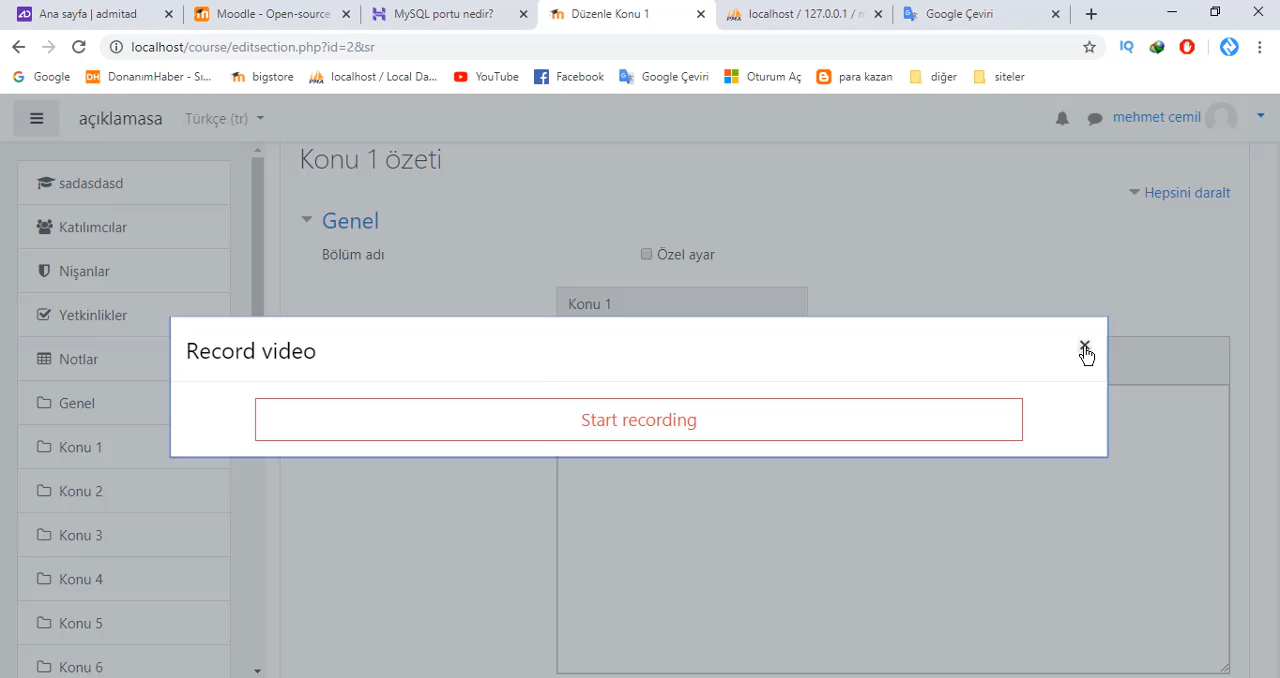 Ana sayfa | admitad
Moodle - Open-source
MySQL portu nedir?
Düzenle Konu 1
localhost / 127.0.0.1 /
Google Çeviri
localhost/course/editsection.php?id=2&sr
IQ
Google
DH DonanımHaber - Si...
bigstore
PMA localhost / Local Da...
YouTube
Facebook
Google Çeviri
Oturum Aç
para kazan
diğer
siteler
açıklamasa
Türkçe (tr)
mehmet cemil
sadasdasd
Katılımcılar
Nişanlar
Yetkinlikler
Notlar
Genel
Konu 1
Konu 2
Konu 3
Konu 4
Konu 5
Konu 6
Konu 1 özeti
Hepsini daralt
Genel
Bölüm adı
Özel ayar
Konu 1
Record video
Start recording